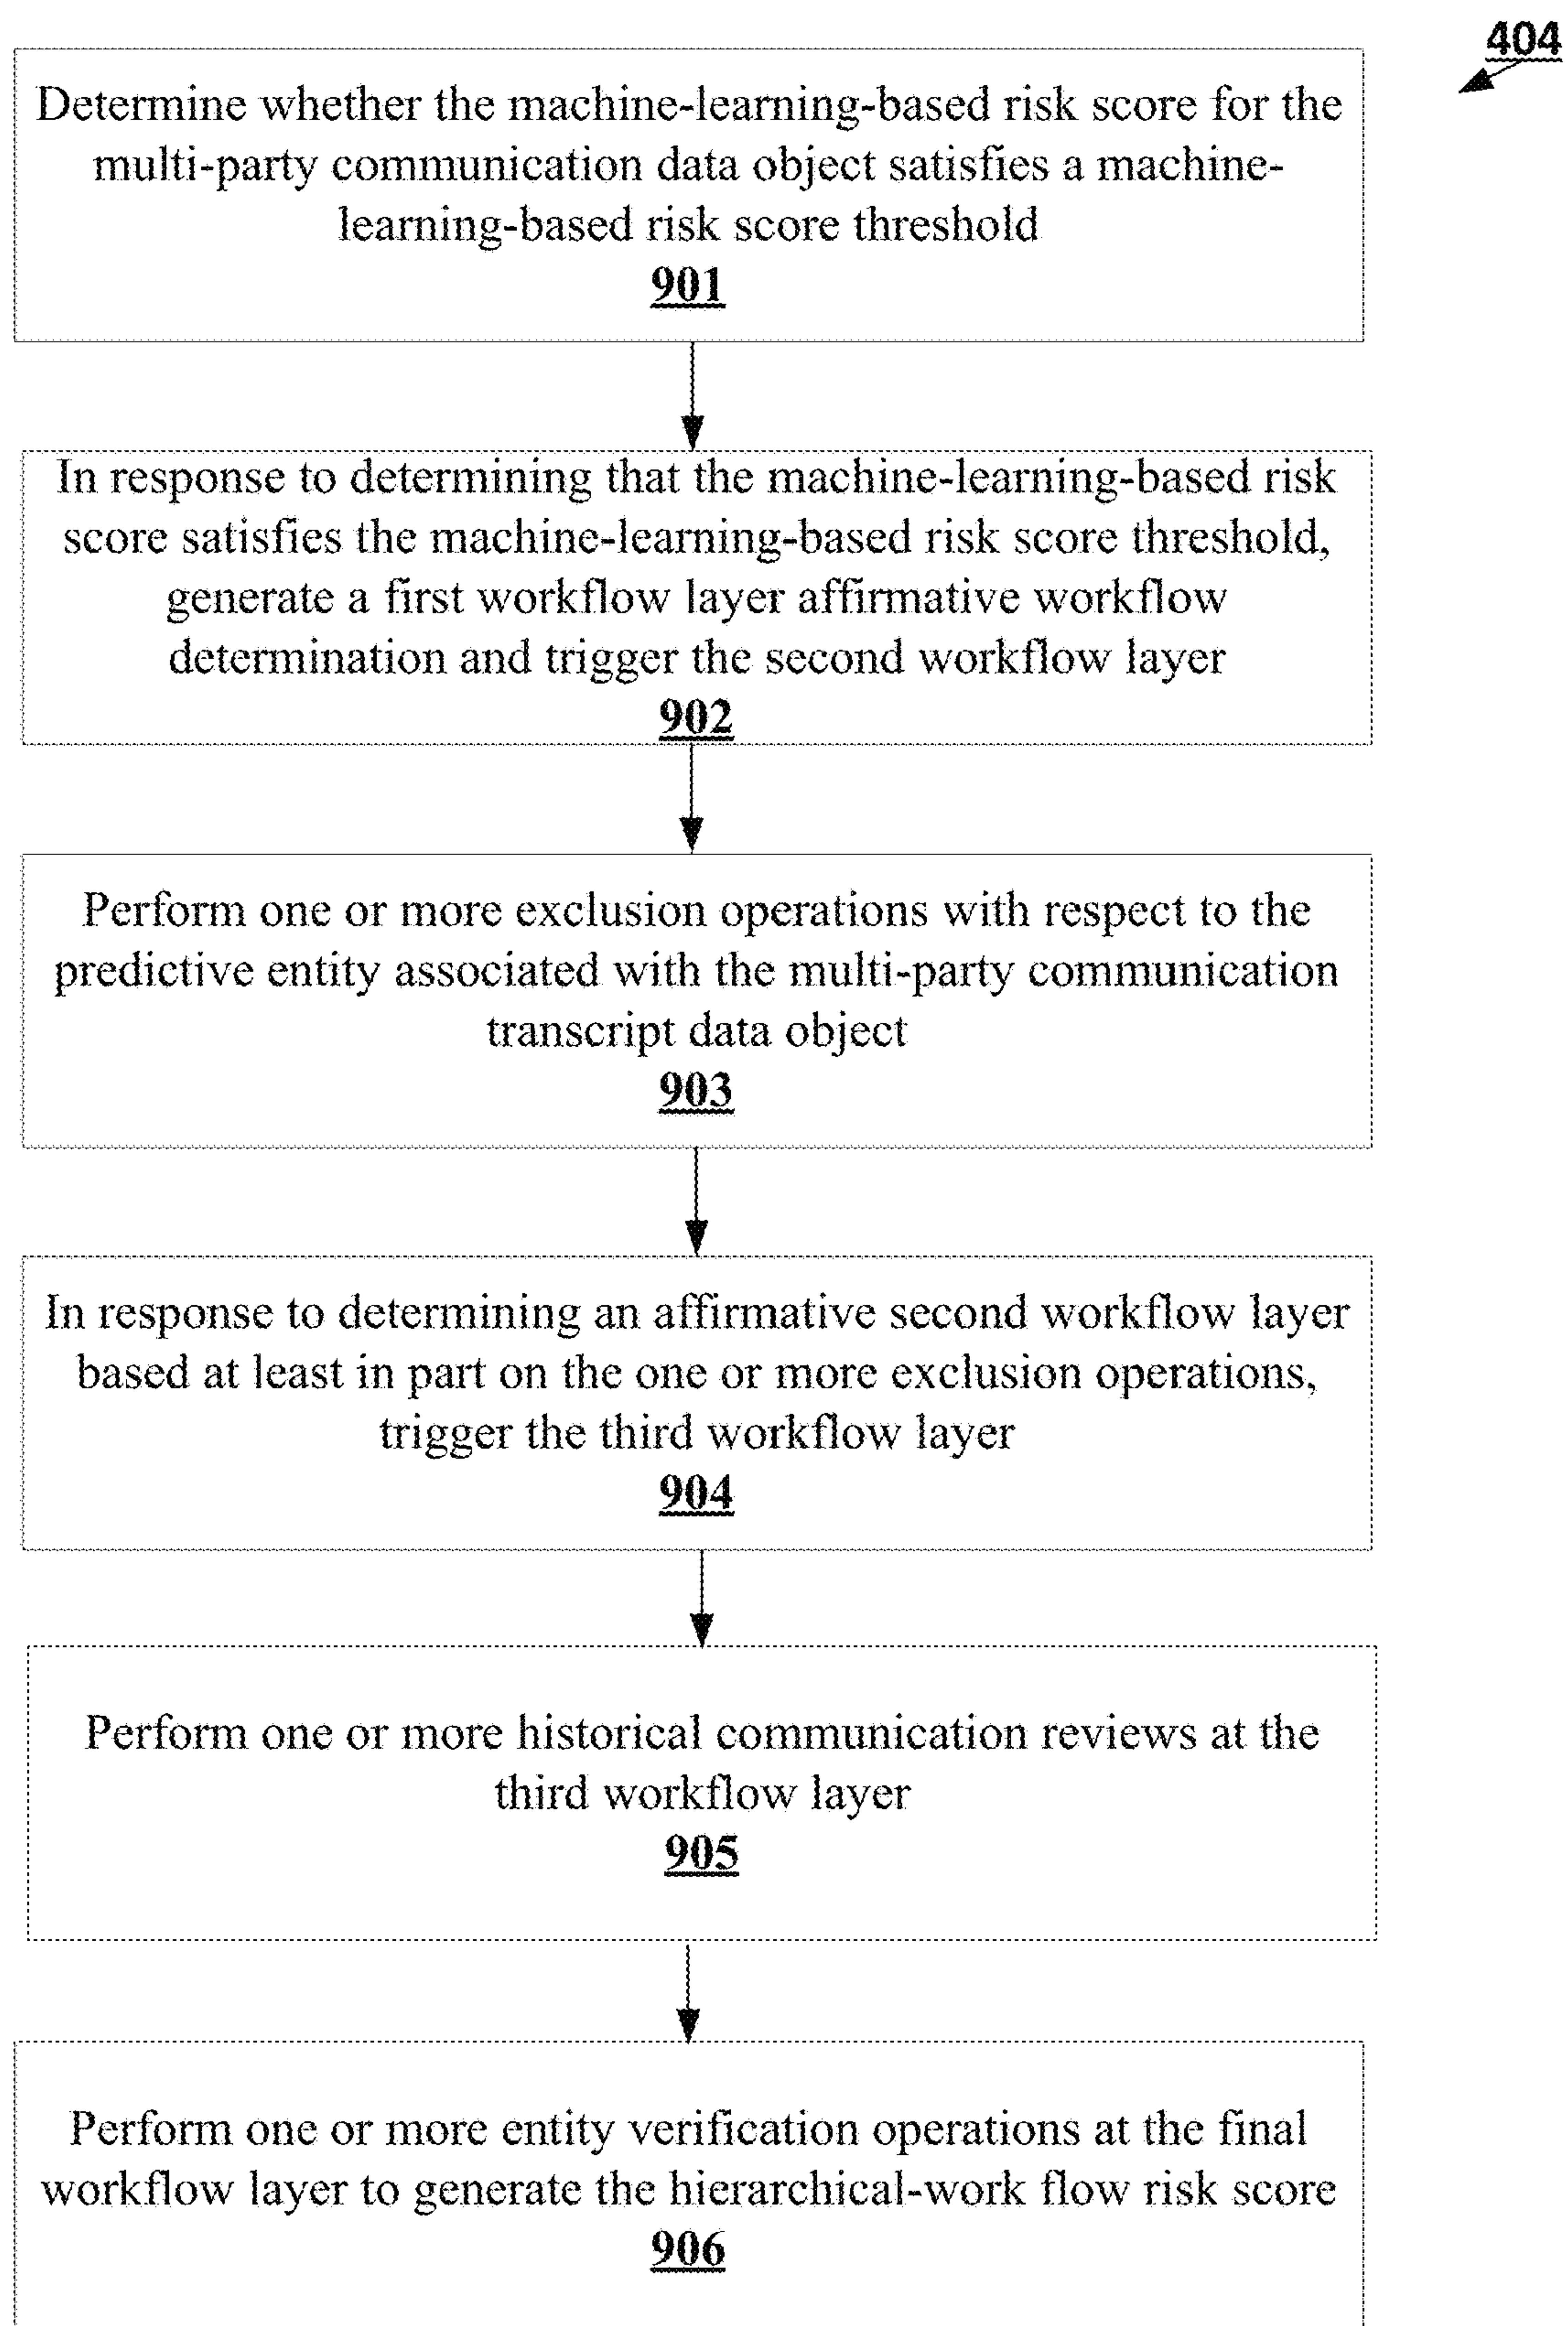 404
Determine whether the machine-learning-based risk score for the
multi-party communication data object satisfies a machine-
learning-based risk score threshold
901
In response to determining that the machine-learning-based risk
score satisfies the machine-learning-based risk score threshold,
generate a first workflow layer affirmative workflow
determination and trigger the second workflow layer
902
Perform one or more exclusion operations with respect to the
predictive entity associated with the multi-party communication
transcript data object
903
In response to determining an affirmative second workflow layer
based at least in part on the one or more exclusion operations,
trigger the third workflow layer
904
Perform one or more historical communication reviews at the
third workflow layer
905
Perform one or more entity verification operations at the final
workflow layer to generate the hierarchical-work flow risk score
906